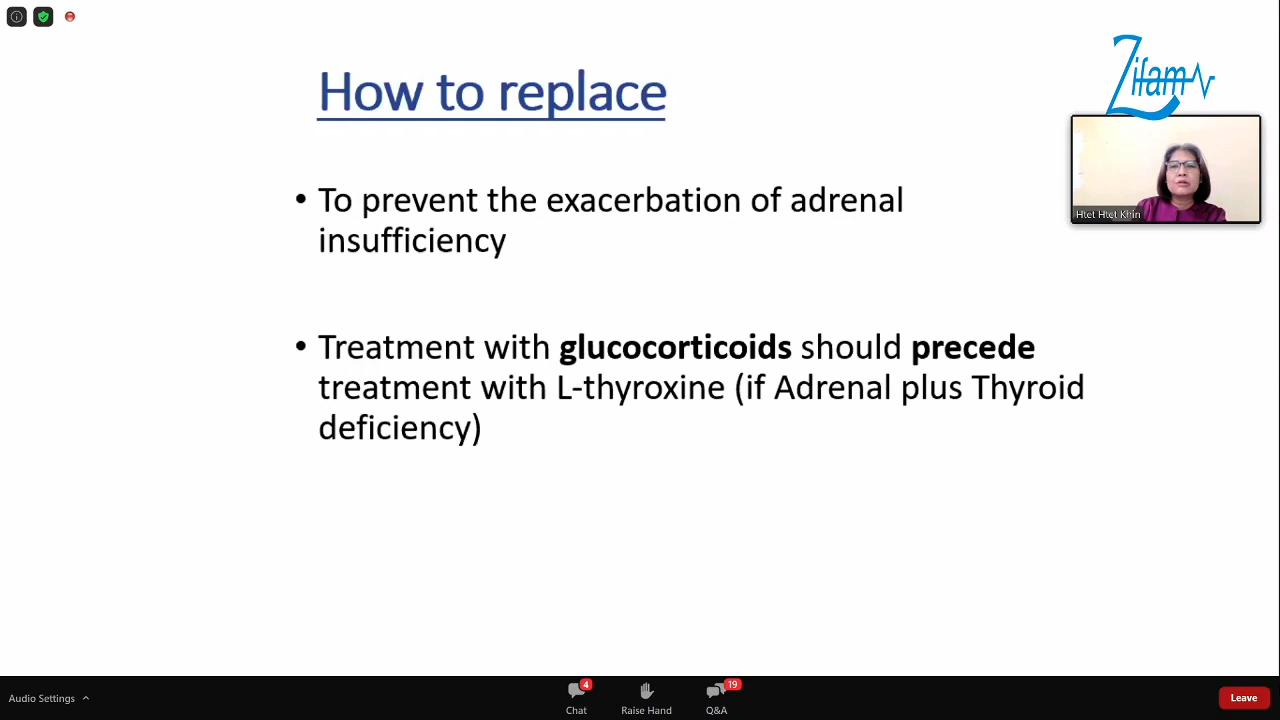 How to replace
Zifam
• To prevent the exacerbation of adrenal
insufficiency
Htet Htet Khin
• Treatment with glucocorticoids should precede
treatment with L-thyroxine (if Adrenal plus Thyroid
deficiency)
Audio Settings
4
Chat
Raise Hand
19
Q&A
Leave